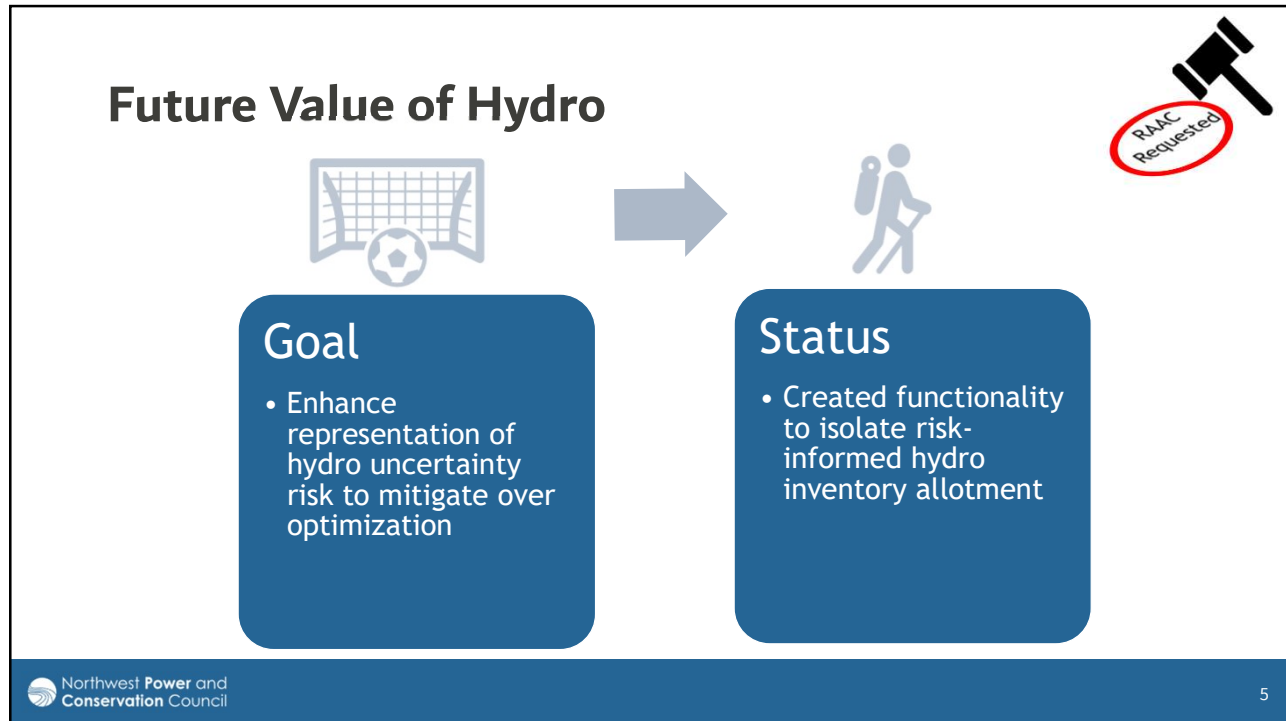 Future Value of Hydro
RAAC
Requested
Goal
• Enhance
representation of
hydro uncertainty
risk to mitigate over
optimization
Status
• Created functionality
to isolate risk-
informed hydro
inventory allotment
Northwest Power and
Conservation Council
5